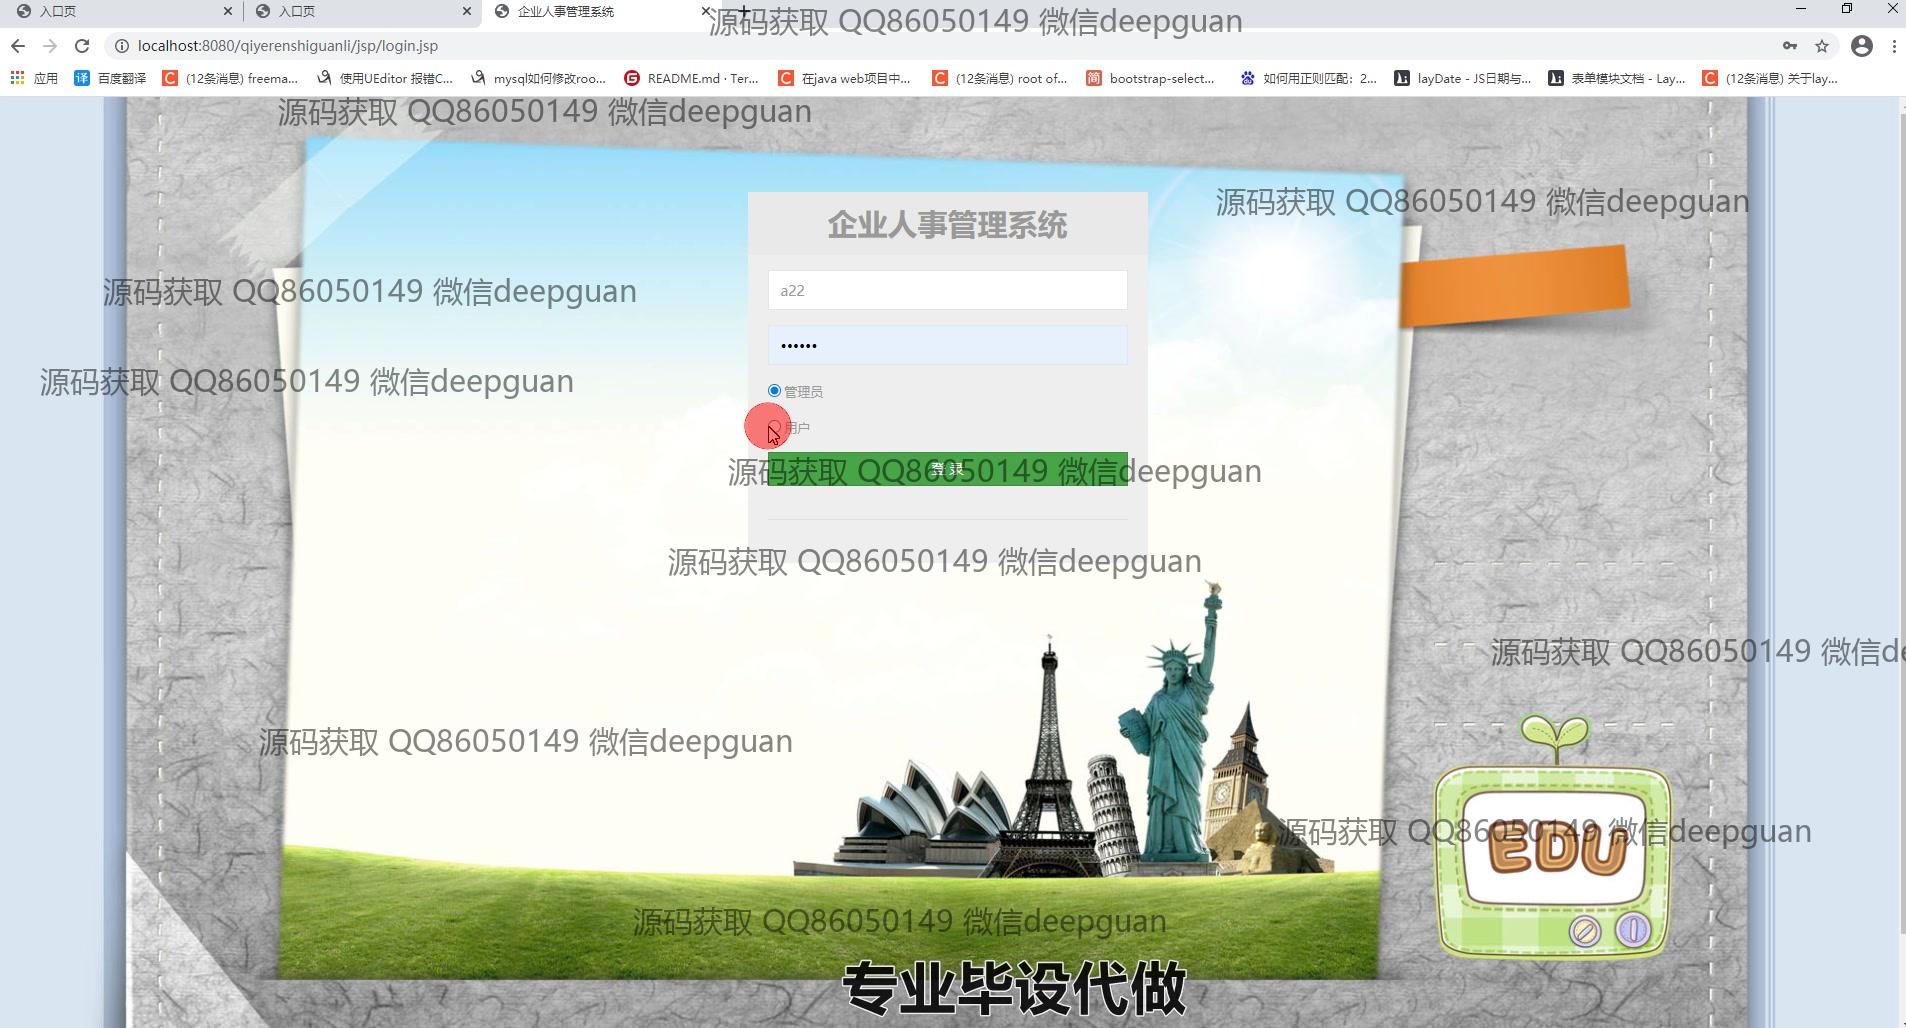 入口页
入口页
企业人事管理系统
源码获取 QQ86050149 微信deepguan
localhost:8080/qiyerenshiguanli/jsp/login.jsp
应用
译 百度翻译
C (12条消息) freema...
使用UEditor 报错C...
mysql如何修改roo...
G README.md · Ter...
C 在java web项目中...
C (12条消息) root of...
简 bootstrap-select...
如何用正则匹配：2...
layDate - JS日期与...
表单模块文档 - Lay...
C (12条消息) 关于lay...
源码获取 QQ86050149 微信deepguan
源码获取 QQ86050149 微信deepguan
企业人事管理系统
源码获取 QQ86050149 微信deepguan
a22
••••••
源码获取 QQ86050149 微信deepguan
管理员
用户
登 录
源码获取 QQ86050149 微信deepguan
源码获取 QQ86050149 微信deepguan
源码获取 QQ86050149 微信de
源码获取 QQ86050149 微信deepguan
源码获取 QQ86050149 微信deepguan
EDU
源码获取 QQ86050149 微信deepguan
专业毕设代做